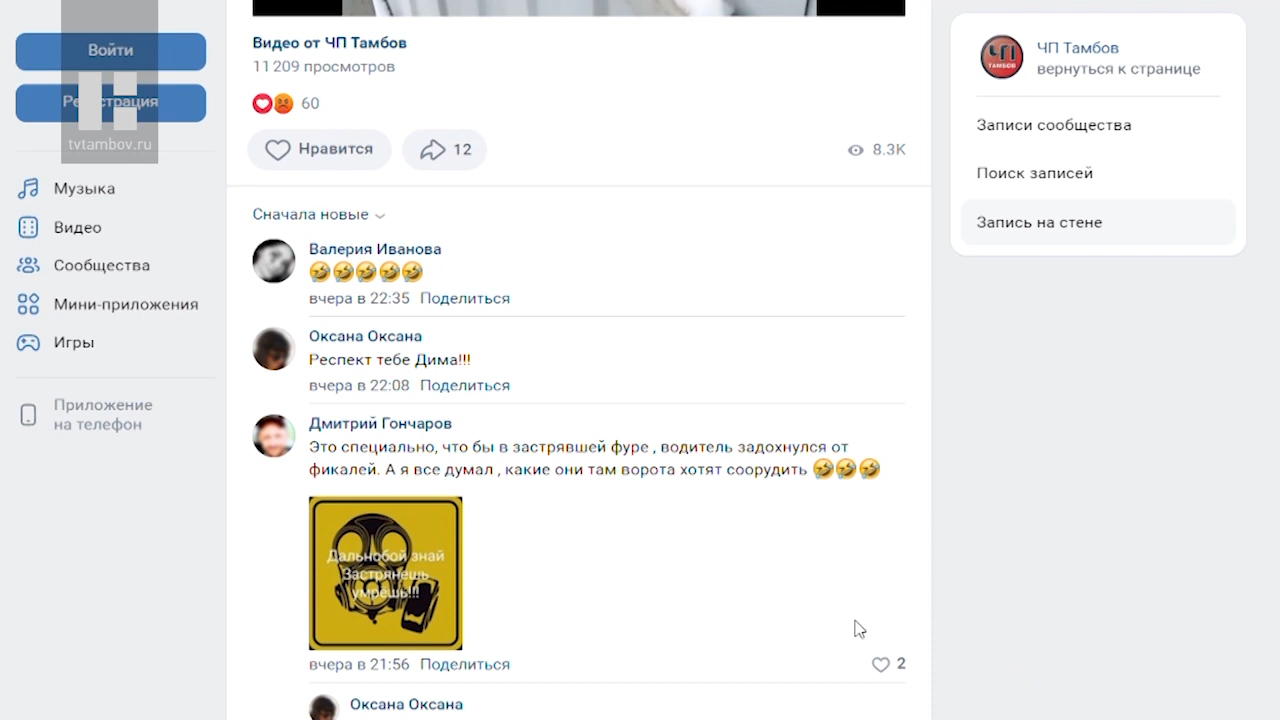 Войти
Регистрация
tvtambov.ru
Музыка
Видео
Сообщества
Мини-приложения
Игры
Приложение
на телефон
Видео от ЧП Тамбов
11 209 просмотров
60
Нравится
12
8.3K
Сначала новые
Валерия Иванова
🤣🤣🤣🤣🤣
вчера в 22:35 Поделиться
Оксана Оксана
Респект тебе Дима!!!
вчера в 22:08 Поделиться
Дмитрий Гончаров
Это специально, что бы в застрявшей фуре , водитель задохнулся от
фикалей. А я все думал , какие они там ворота хотят соорудить 🤣🤣🤣
Дальнобой знай
Застрянешь
умрёшь!!!
вчера в 21:56 Поделиться
2
Оксана Оксана
ЧП
ТАМБОВ
ЧП Тамбов
вернуться к странице
Записи сообщества
Поиск записей
Запись на стене